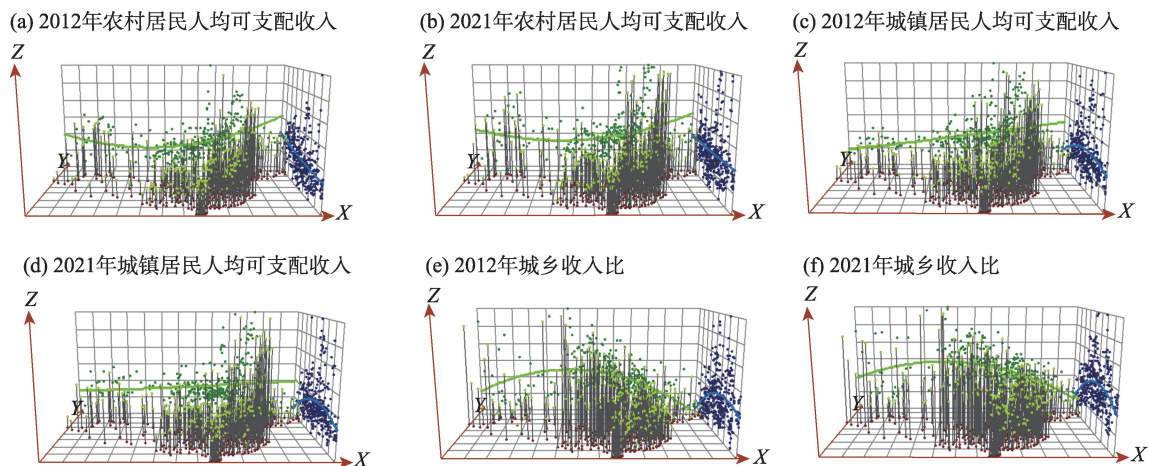 (a) 2012年农村居民人均可支配收入
(b) 2021年农村居民人均可支配收入
(c) 2012年城镇居民人均可支配收入
Z
Y
X
Z
Y
X
Z
Y
X
(d) 2021年城镇居民人均可支配收入
(e) 2012年城乡收入比
(f) 2021年城乡收入比
Z
Y
X
Z
Y
X
Z
Y
X